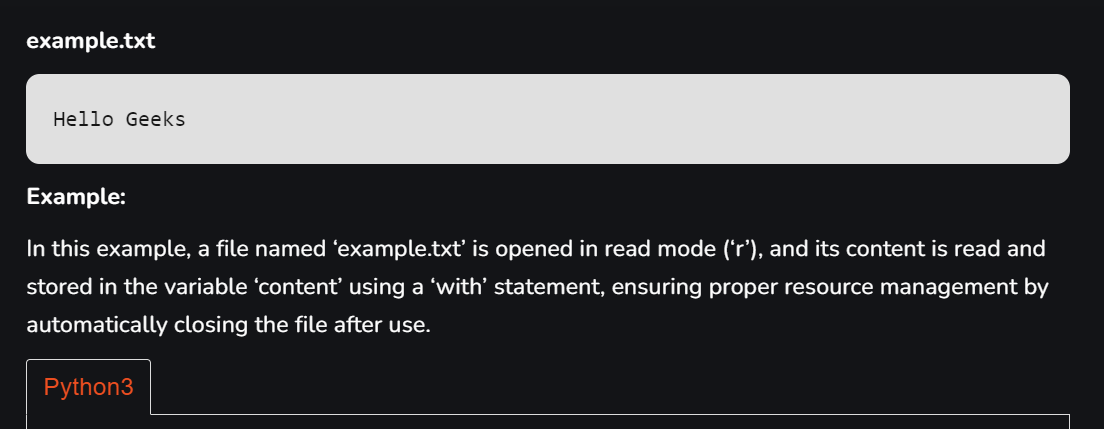 example.txt
Hello Geeks
Example:
In this example, a file named ‘example.txt’ is opened in read mode (‘r’), and its content is read and
stored in the variable ‘content’ using a ‘with’ statement, ensuring proper resource management by
automatically closing the file after use.
Python3